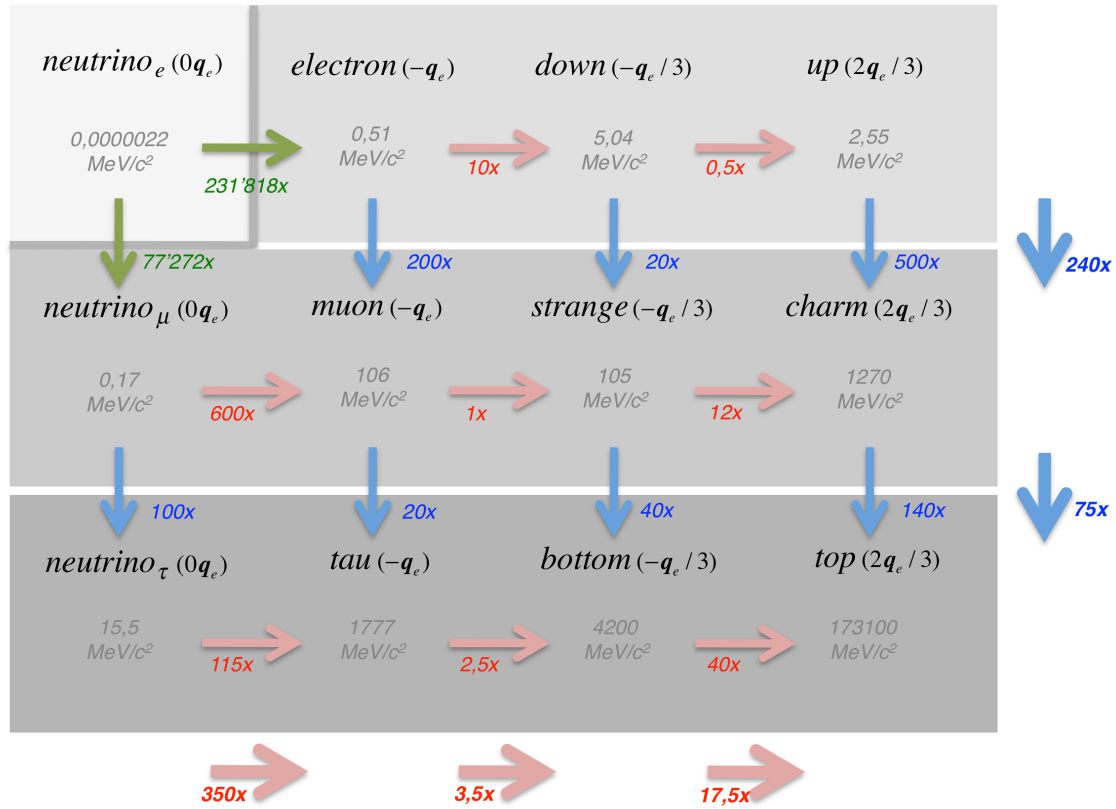 neutrino e (0qe) electron (−qe) down (−qe / 3) up (2qe / 3)
0,0000022 0,51 5,04 2,55
MeV/c² MeV/c² MeV/c² MeV/c²
231'818x 10x 0,5x
77'272x 200x 20x 500x 240x
neutrino μ (0qe) muon (−qe) strange (−qe / 3) charm (2qe / 3)
0,17 106 105 1270
MeV/c² MeV/c² MeV/c² MeV/c²
600x 1x 12x
100x 20x 40x 140x 75x
neutrino τ (0qe) tau (−qe) bottom (−qe / 3) top (2qe / 3)
15,5 1777 4200 173100
MeV/c² MeV/c² MeV/c² MeV/c²
115x 2,5x 40x
350x 3,5x 17,5x